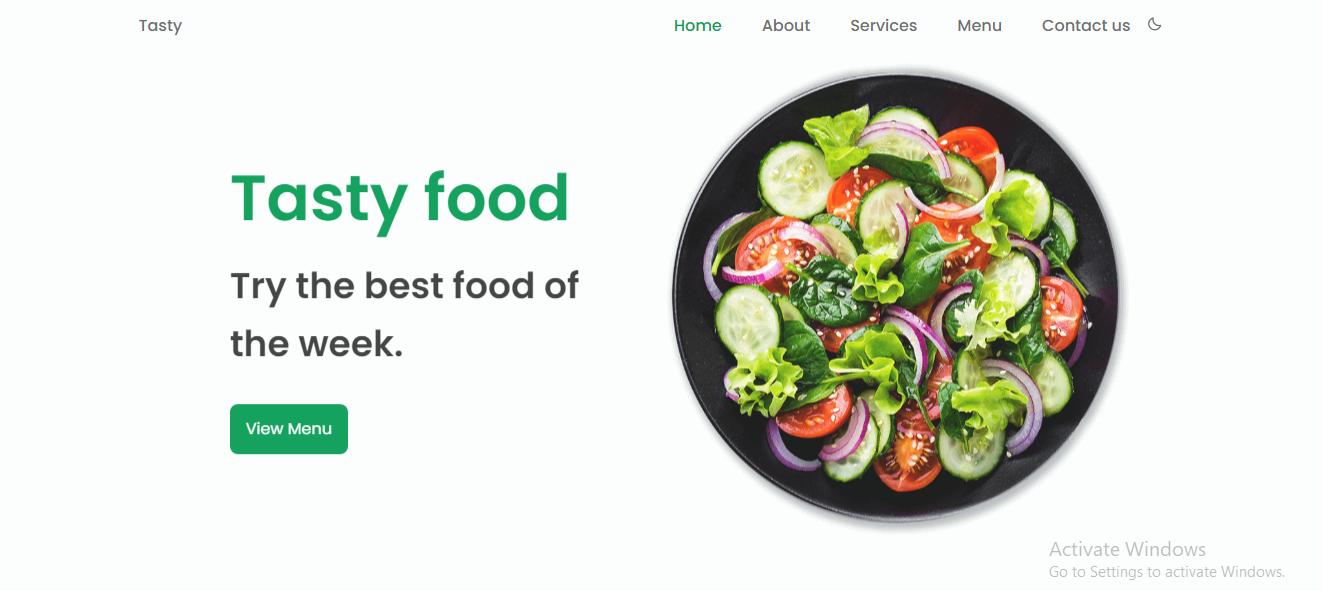 Tasty
Home About Services Menu Contact us
Tasty food
Try the best food of
the week.
View Menu
Activate Windows
Go to Settings to activate Windows.